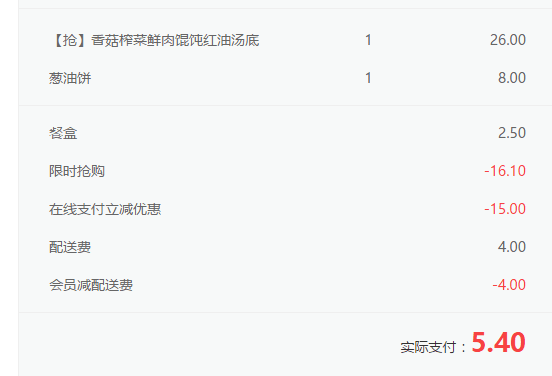 【抢】香菇榨菜鲜肉馄饨红油汤底 1 26.00
葱油饼 1 8.00
餐盒 2.50
限时抢购 -16.10
在线支付立减优惠 -15.00
配送费 4.00
会员减配送费 -4.00
实际支付：5.40